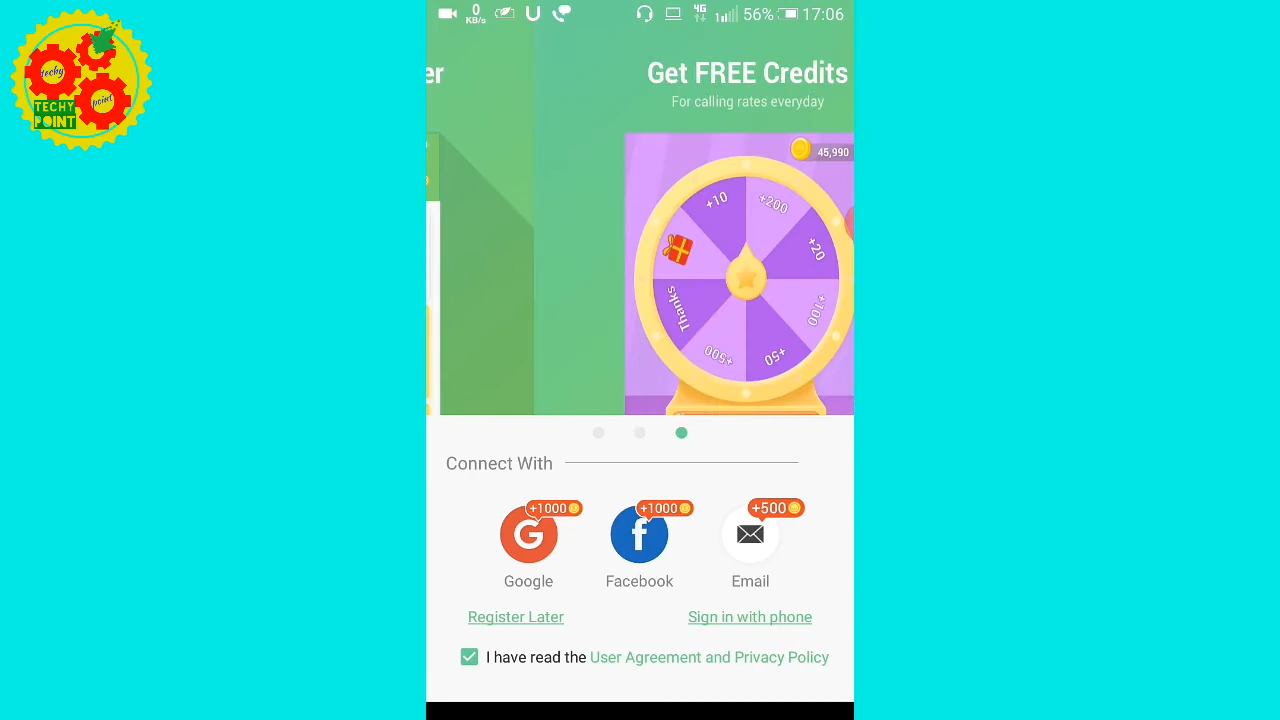 techy
point
TECHY
POINT
0
KB/s
4G
56%
17:06
er
Get FREE Credits
For calling rates everyday
45,990
+10
+200
+20
+100
+50
+500
Thanks
Connect With
+1000
+1000
+500
Google
Facebook
Email
Register Later
Sign in with phone
I have read the User Agreement and Privacy Policy